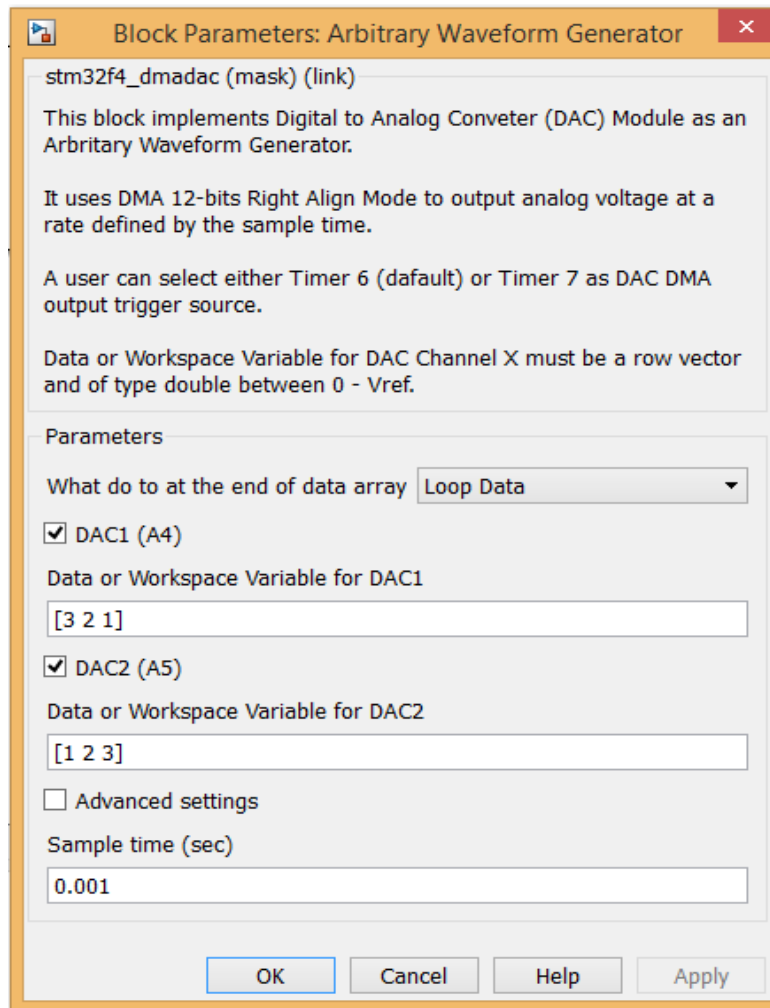 Block Parameters: Arbitrary Waveform Generator
stm32f4_dmadac (mask) (link)
This block implements Digital to Analog Conveter (DAC) Module as an
Arbritary Waveform Generator.
It uses DMA 12-bits Right Align Mode to output analog voltage at a
rate defined by the sample time.
A user can select either Timer 6 (dafault) or Timer 7 as DAC DMA
output trigger source.
Data or Workspace Variable for DAC Channel X must be a row vector
and of type double between 0 - Vref.
Parameters
What do to at the end of data array Loop Data
DAC1 (A4)
Data or Workspace Variable for DAC1
[3 2 1]
DAC2 (A5)
Data or Workspace Variable for DAC2
[1 2 3]
Advanced settings
Sample time (sec)
0.001
OK Cancel Help Apply